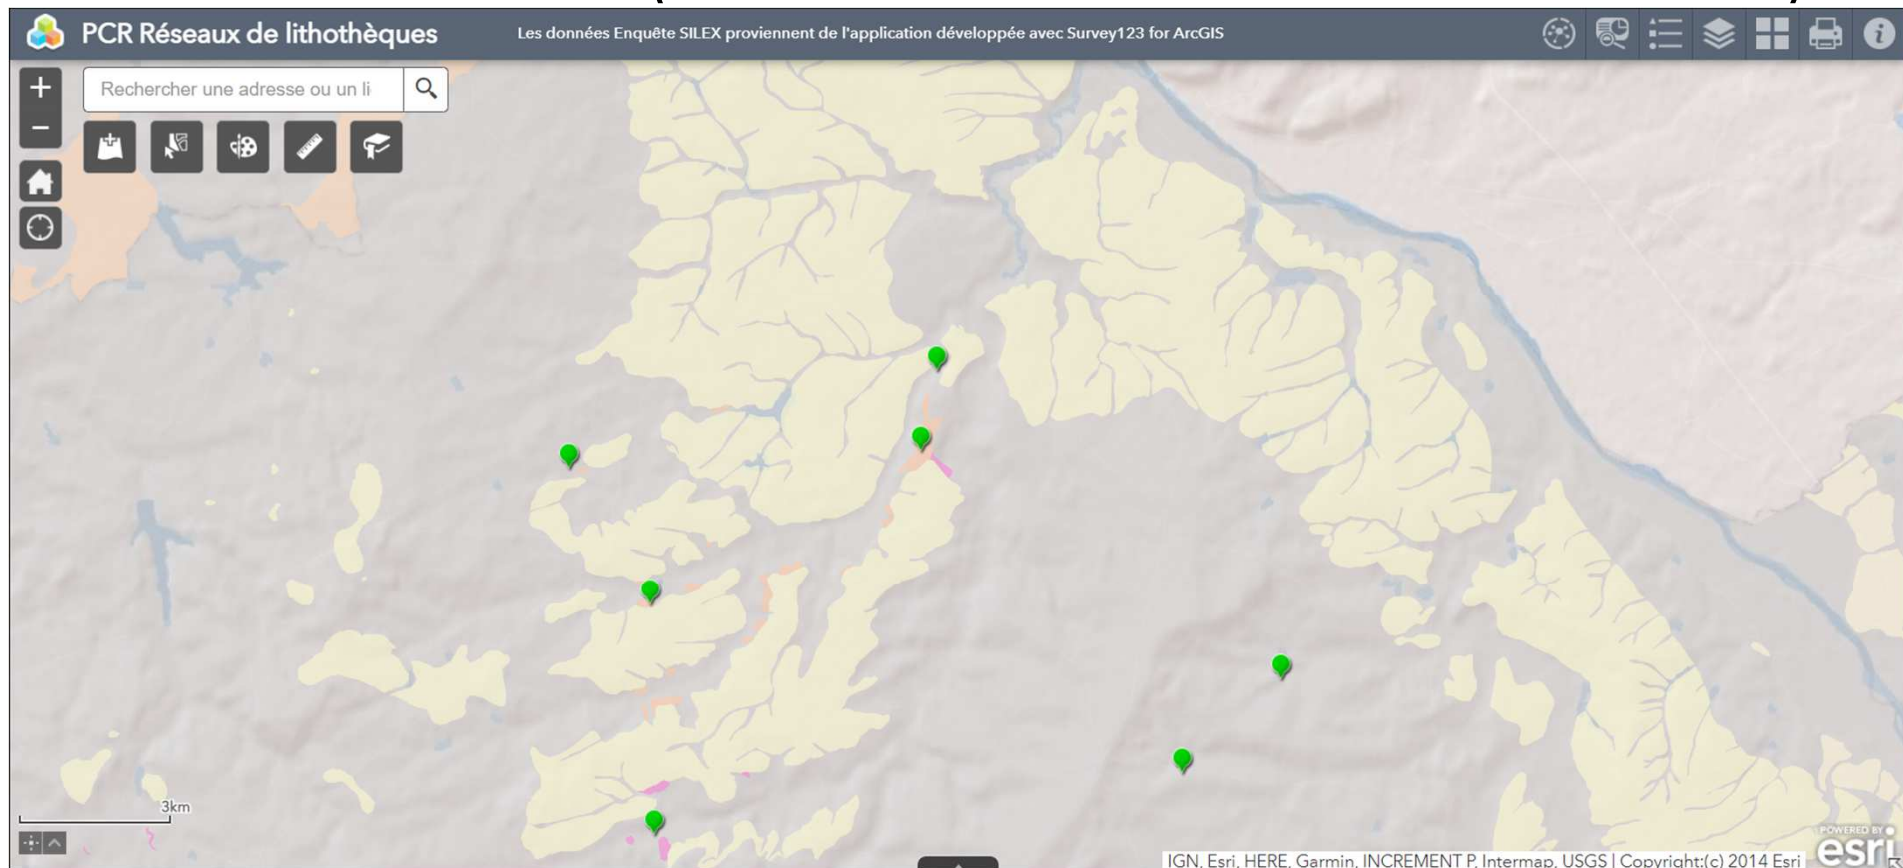 PCR Réseaux de lithothèques
Les données Enquête SILEX proviennent de l'application développée avec Survey123 for ArcGIS
Rechercher une adresse ou un li
3km
POWERED BY
esri
IGN, Esri, HERE, Garmin, INCREMENT P, Intermap, USGS | Copyright:(c) 2014 Esri